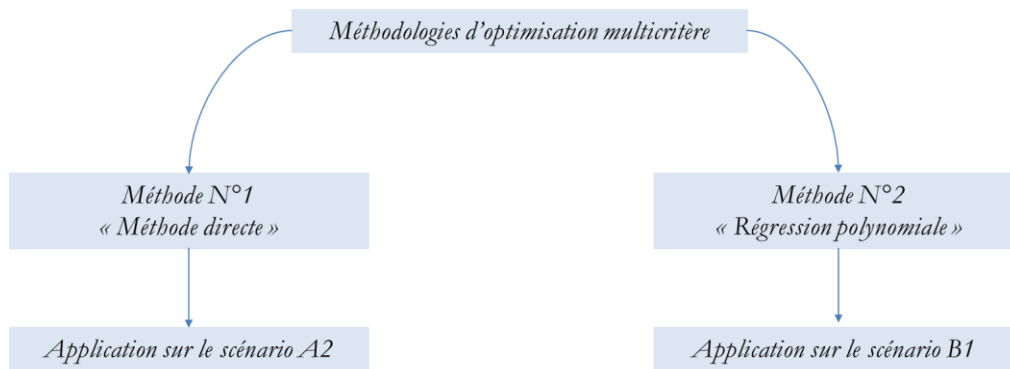 Méthodologies d'optimisation multicritère
Méthode N°1
« Méthode directe »
Méthode N°2
« Régression polynomiale »
Application sur le scénario A2
Application sur le scénario B1